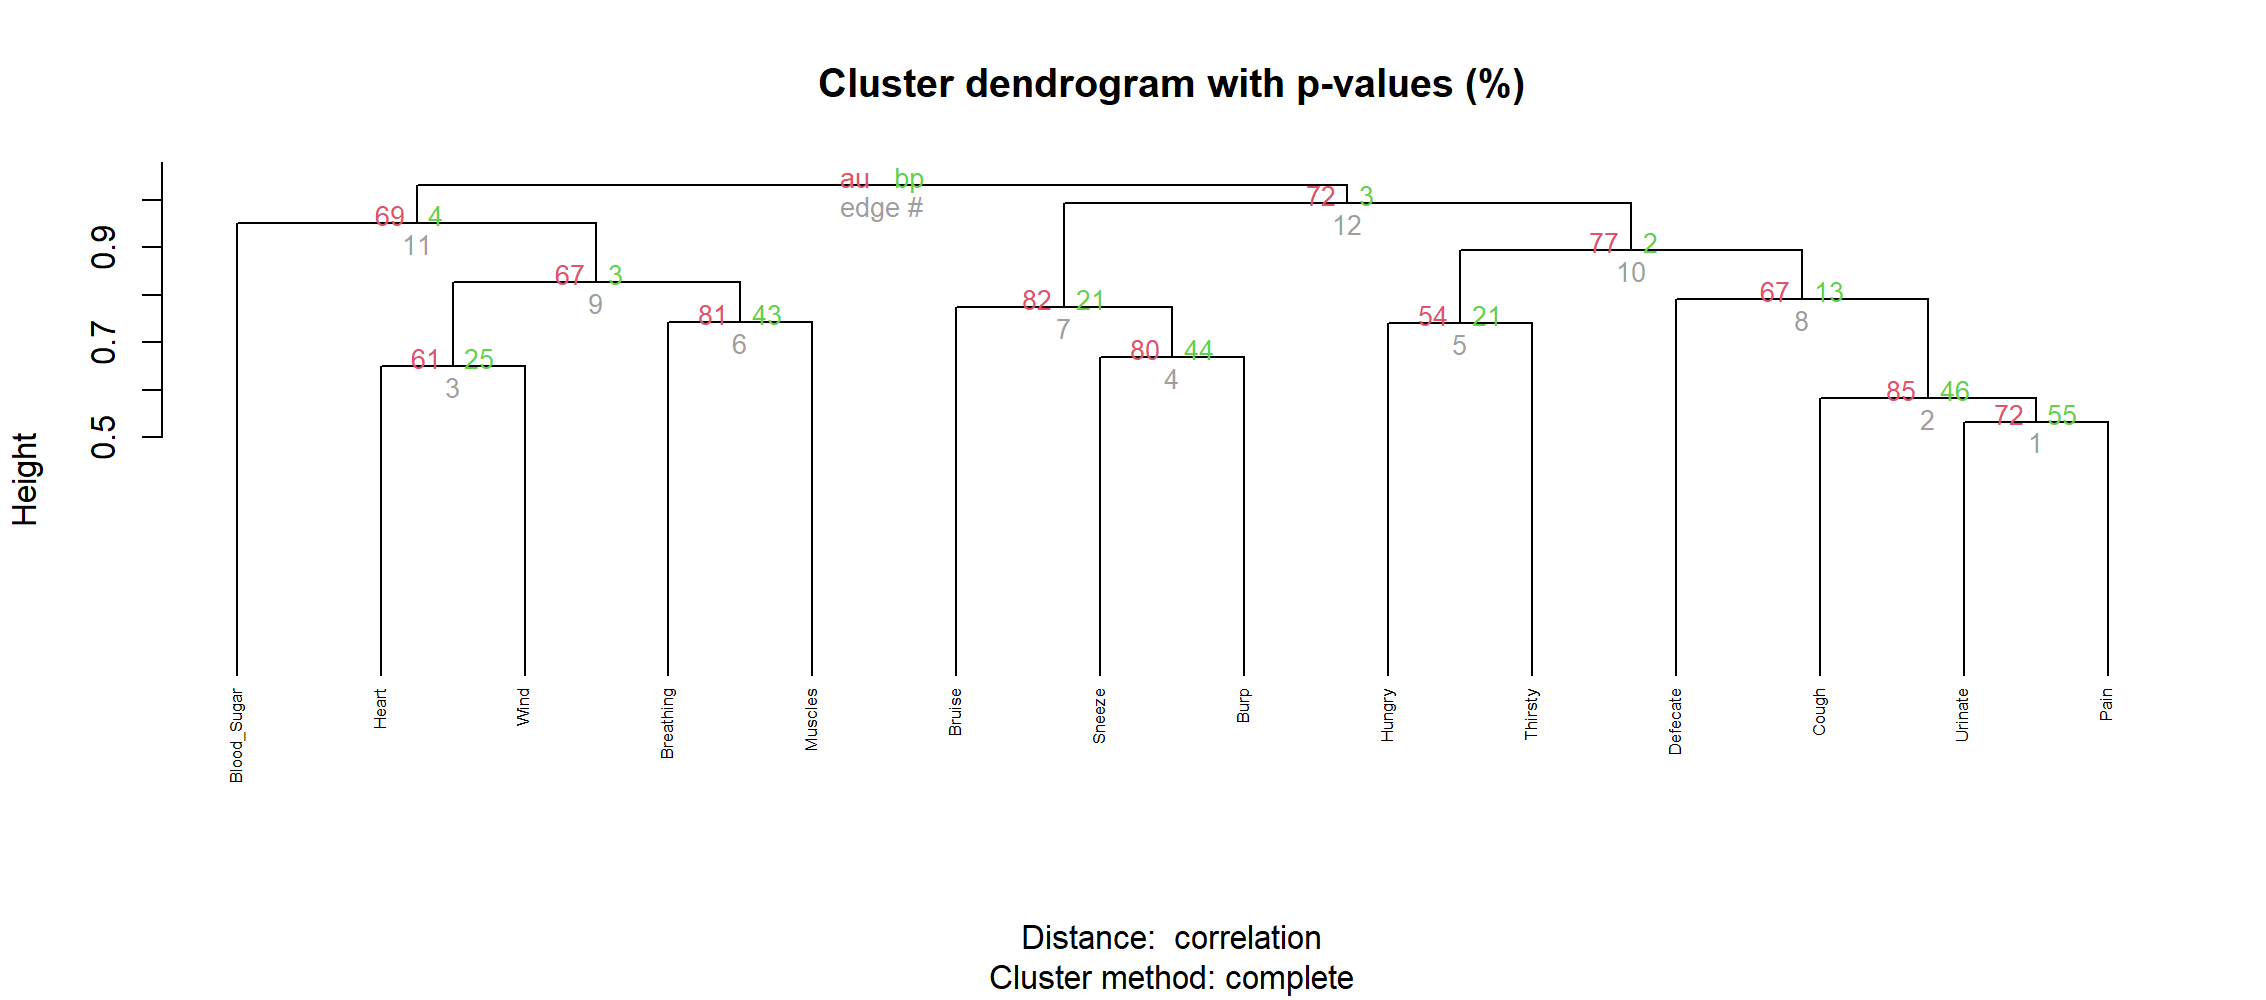 Cluster dendrogram with p-values (%)
au bp
edge #
72 3
12
69 4
11
77 2
10
67 3
9
67 13
8
82 21
7
81 43
6
54 21
5
80 44
4
61 25
3
85 46
2
72 55
1
0.9
0.7
0.5
Height
Blood_Sugar
Heart
Wind
Breathing
Muscles
Bruise
Sneeze
Burp
Hungry
Thirsty
Defecate
Cough
Urinate
Pain
Distance: correlation
Cluster method: complete